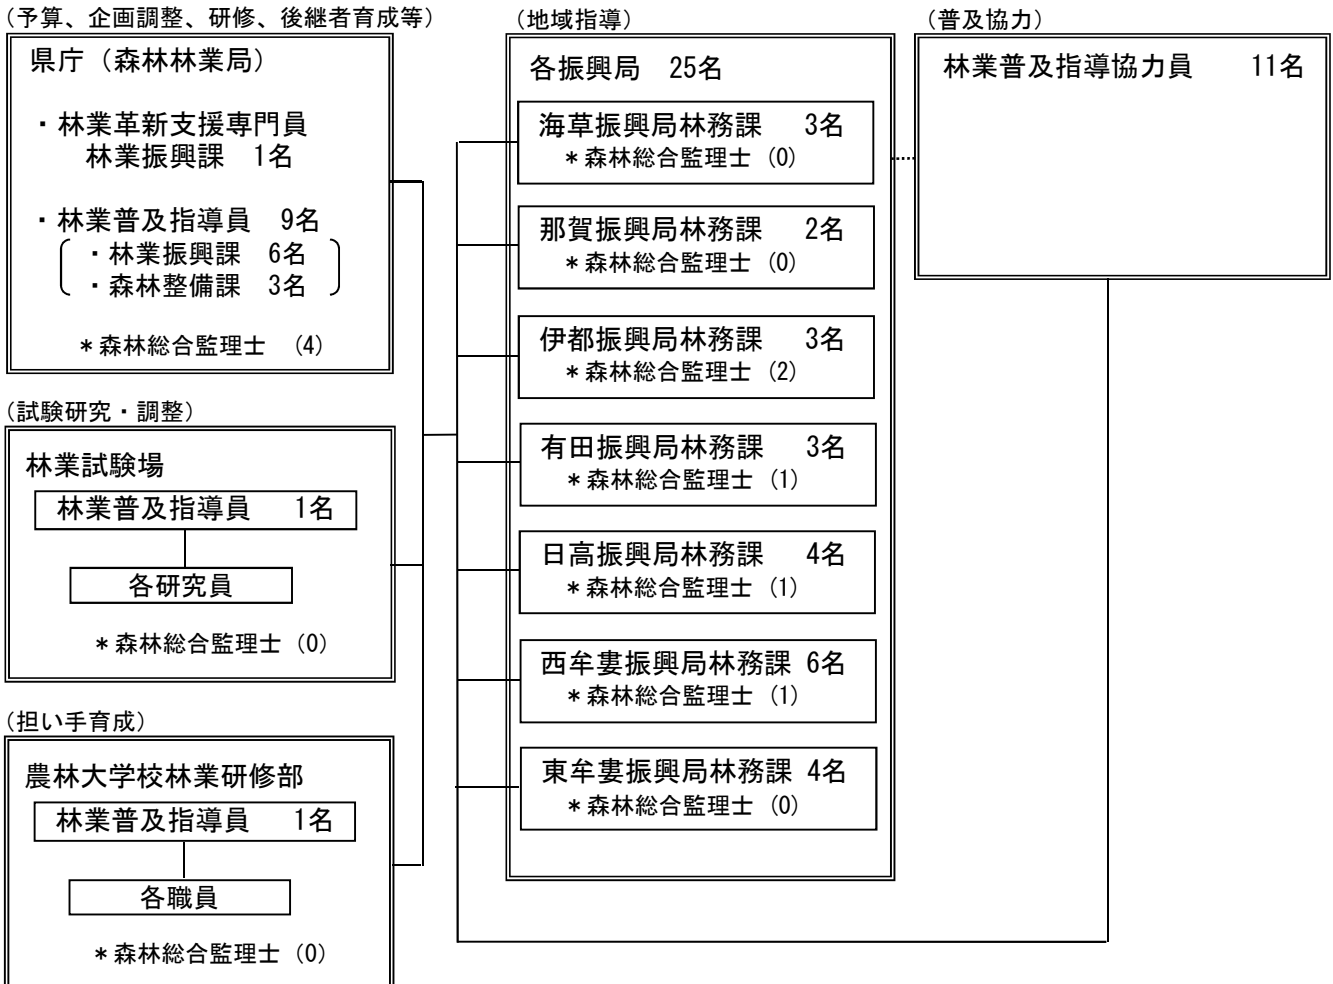 （予算、企画調整、研修、後継者育成等）
県庁（森林林業局）
・林業革新支援専門員
林業振興課　1名
・林業普及指導員　9名
・林業振興課　6名
・森林整備課　3名
＊森林総合監理士　（4）
（試験研究・調整）
林業試験場
林業普及指導員　1名
各研究員
＊森林総合監理士（0）
（担い手育成）
農林大学校林業研修部
林業普及指導員　1名
各職員
＊森林総合監理士（0）
（地域指導）
各振興局　25名
海草振興局林務課　3名
＊森林総合監理士（0）
那賀振興局林務課　2名
＊森林総合監理士（0）
伊都振興局林務課　3名
＊森林総合監理士（2）
有田振興局林務課　3名
＊森林総合監理士（1）
日高振興局林務課　4名
＊森林総合監理士（1）
西牟婁振興局林務課 6名
＊森林総合監理士（1）
東牟婁振興局林務課 4名
＊森林総合監理士（0）
（普及協力）
林業普及指導協力員　11名